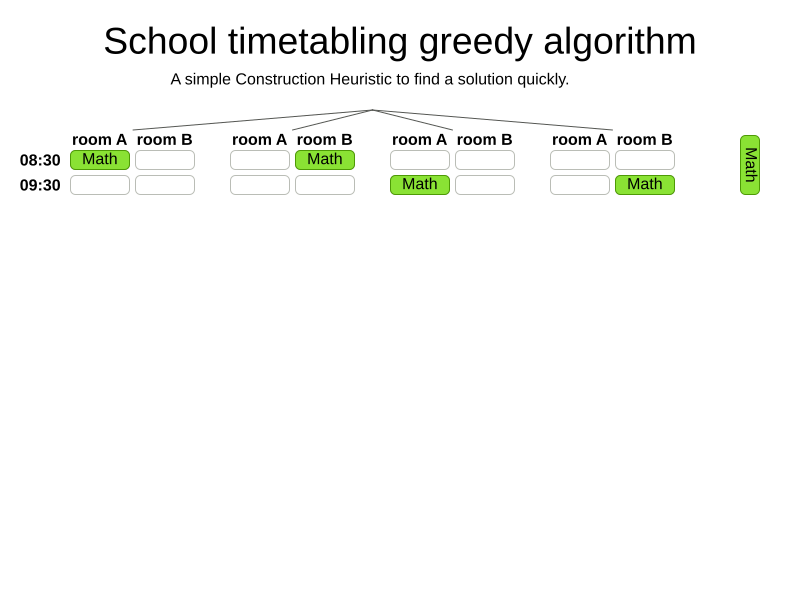 School timetabling greedy algorithm
A simple Construction Heuristic to find a solution quickly.
room A room B room A room B room A room B room A room B
08:30 Math Math
09:30 Math Math
Math